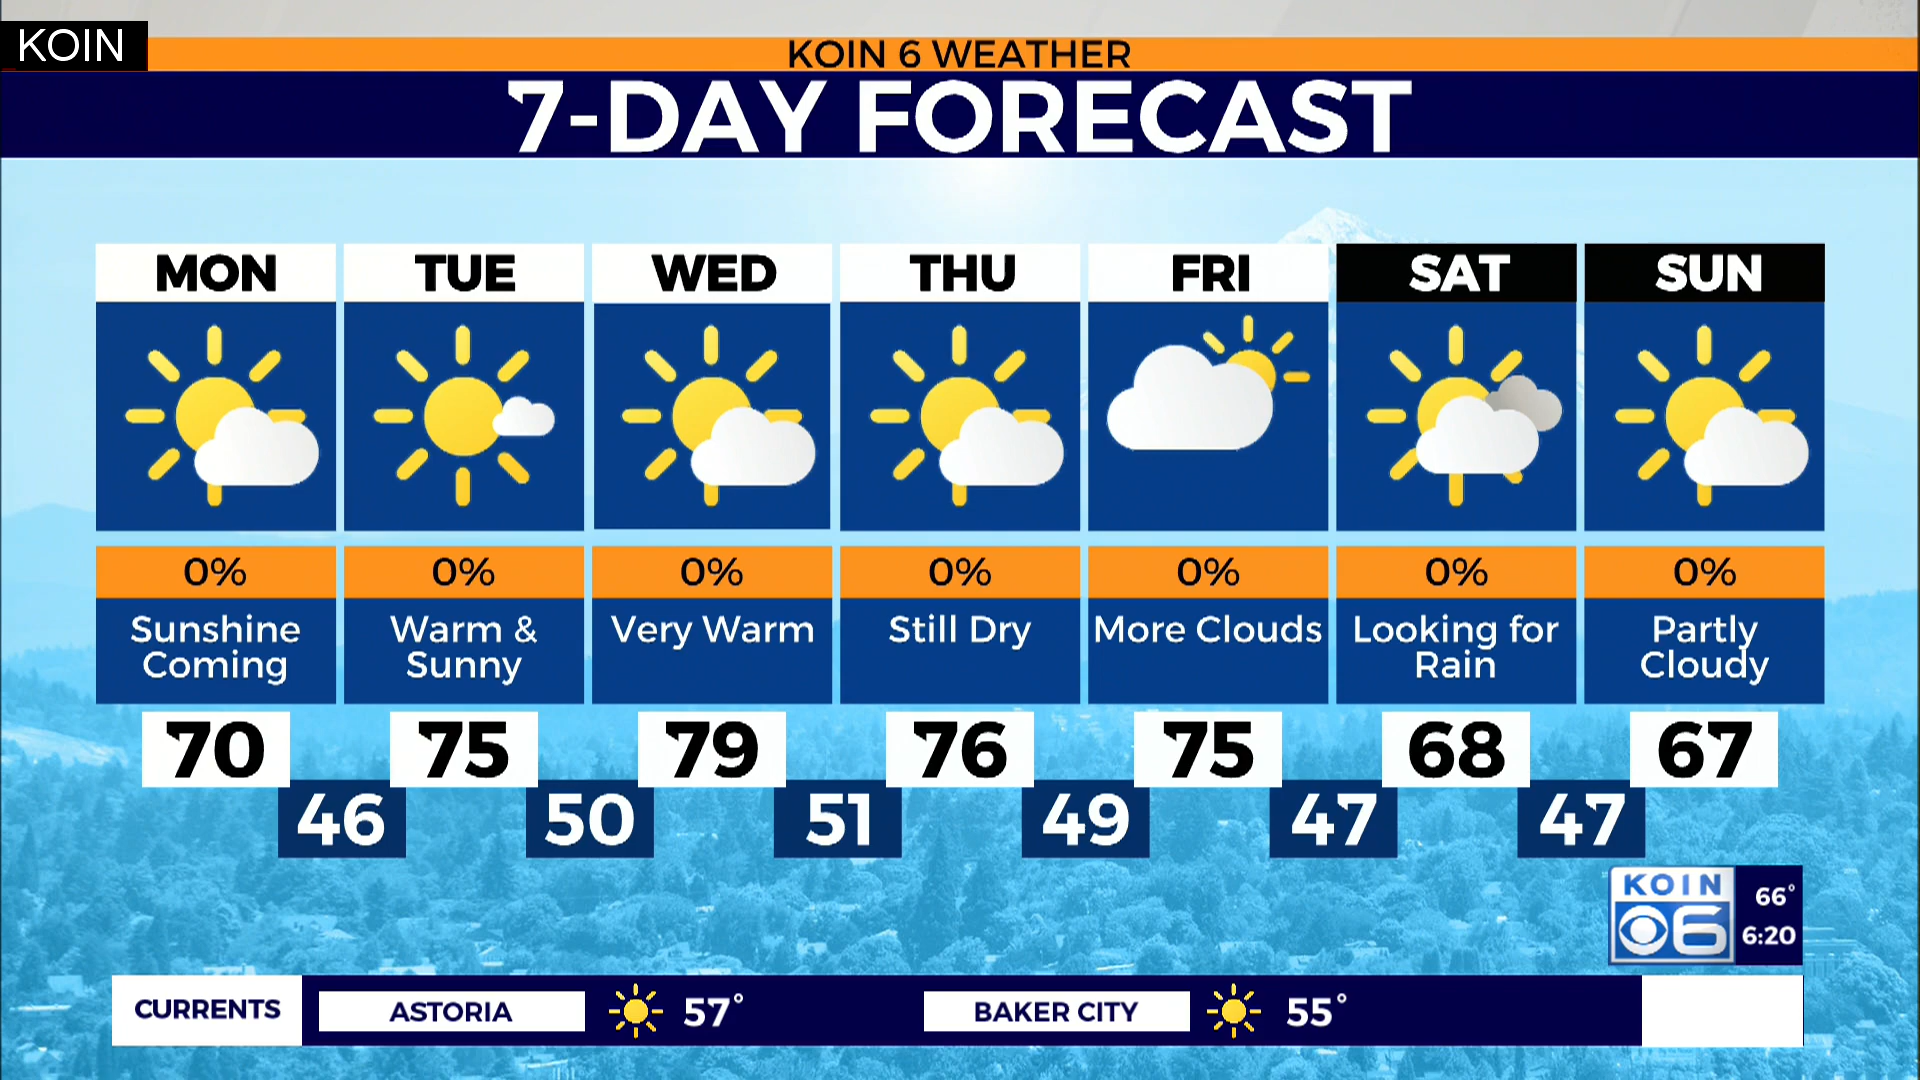 KOIN
KOIN 6 WEATHER
7-DAY FORECAST
MON TUE WED THU FRI SAT SUN
0% 0% 0% 0% 0% 0% 0%
Sunshine Warm & Very Warm Still Dry More Clouds Looking for Partly
Coming Sunny Rain Cloudy
70 75 79 76 75 68 67
46 50 51 49 47 47
KOIN
6
66°
6:20
CURRENTS ASTORIA 57° BAKER CITY 55°